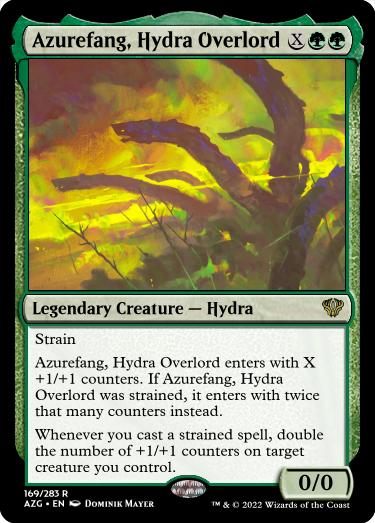 Azurefang, Hydra Overlord X
Legendary Creature — Hydra
Strain
Azurefang, Hydra Overlord enters with X
+1/+1 counters. If Azurefang, Hydra
Overlord was strained, it enters with twice
that many counters instead.
Whenever you cast a strained spell, double
the number of +1/+1 counters on target
creature you control.
0/0
169/283 R
AZG • EN Dominik Mayer
™ & © 2022 Wizards of the Coast